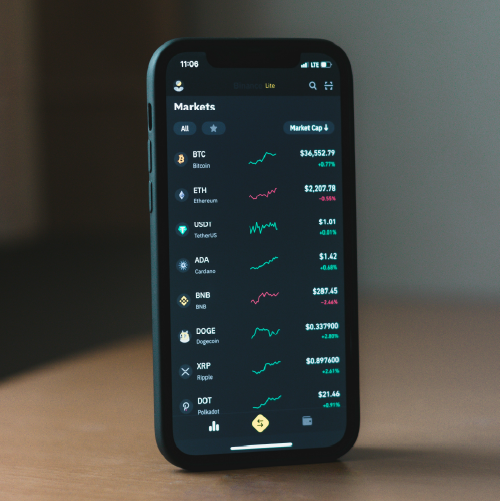 11:06 LTE
Lite
Markets
All Market Cap ↓
BTC $36,552.79
Bitcoin +0.77%
ETH $2,207.78
Ethereum -0.55%
USDT $1.01
TetherUS +0.01%
ADA $1.42
Cardano +0.68%
BNB $287.45
BNB -2.46%
DOGE $0.337900
Dogecoin +2.80%
XRP $0.897600
Ripple +2.61%
DOT $21.46
Polkadot +0.91%